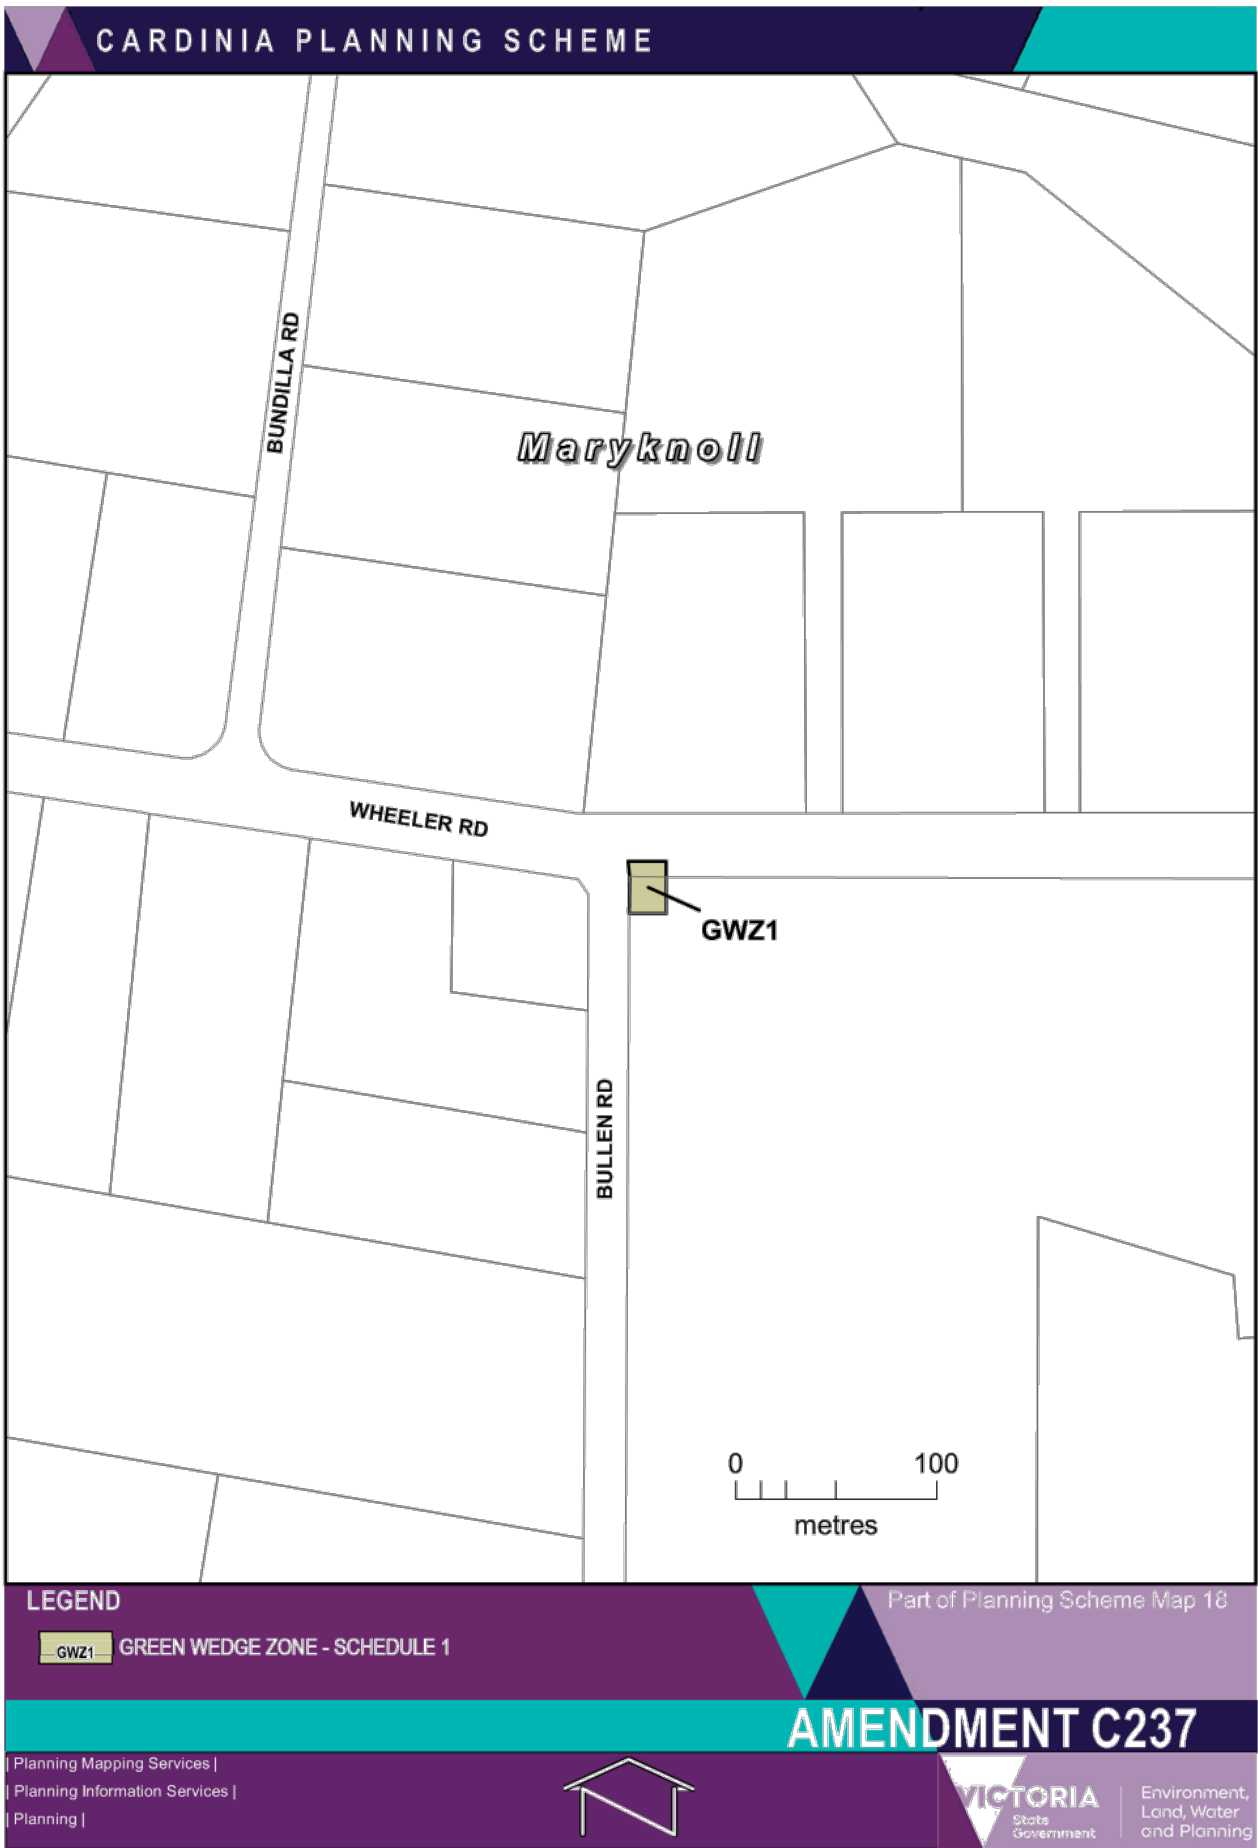 CARDINIA PLANNING SCHEME
BUNDILLA RD
Maryknoll
WHEELER RD
GWZ1
BULLEN RD
0 100
metres
LEGEND
GWZ1 GREEN WEDGE ZONE - SCHEDULE 1
Part of Planning Scheme Map 18
AMENDMENT C237
| Planning Mapping Services |
| Planning Information Services |
| Planning |
VICTORIA
State
Government
Environment,
Land, Water
and Planning